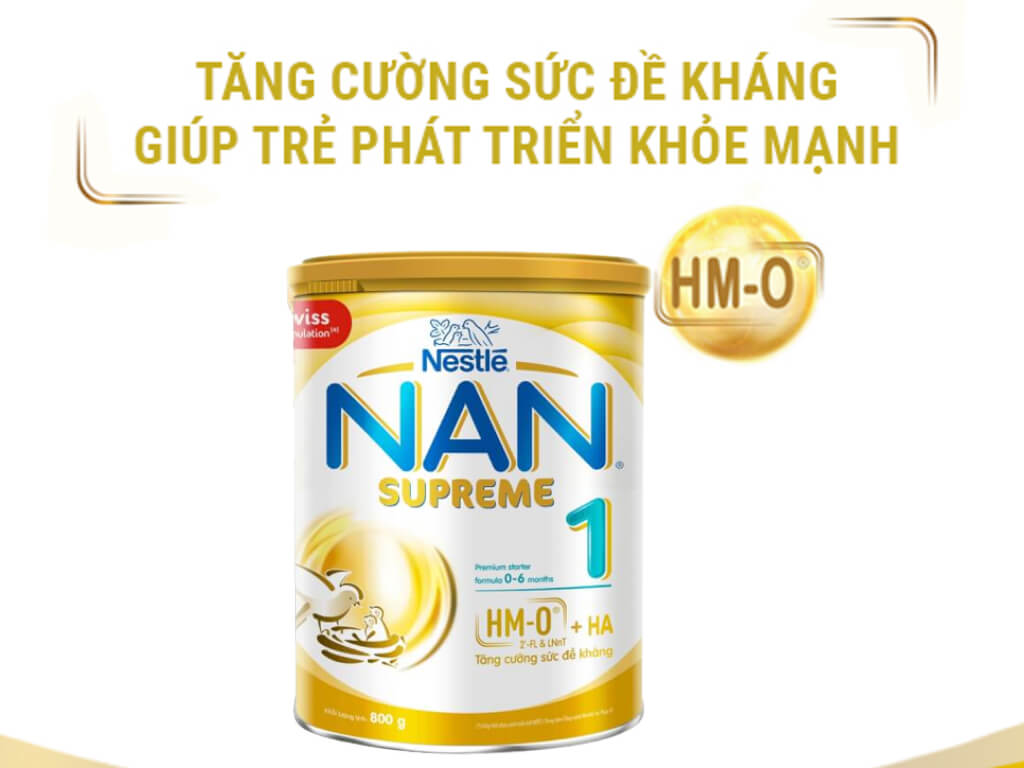 TĂNG CƯỜNG SỨC ĐỀ KHÁNG
GIÚP TRẺ PHÁT TRIỂN KHỎE MẠNH
HM-O®
Nestlé
NAN®
SUPREME
1
Premium starter
formula 0-6 months
HM-O® + HA
2'-FL & LNnT
Tăng cường sức đề kháng
800 g